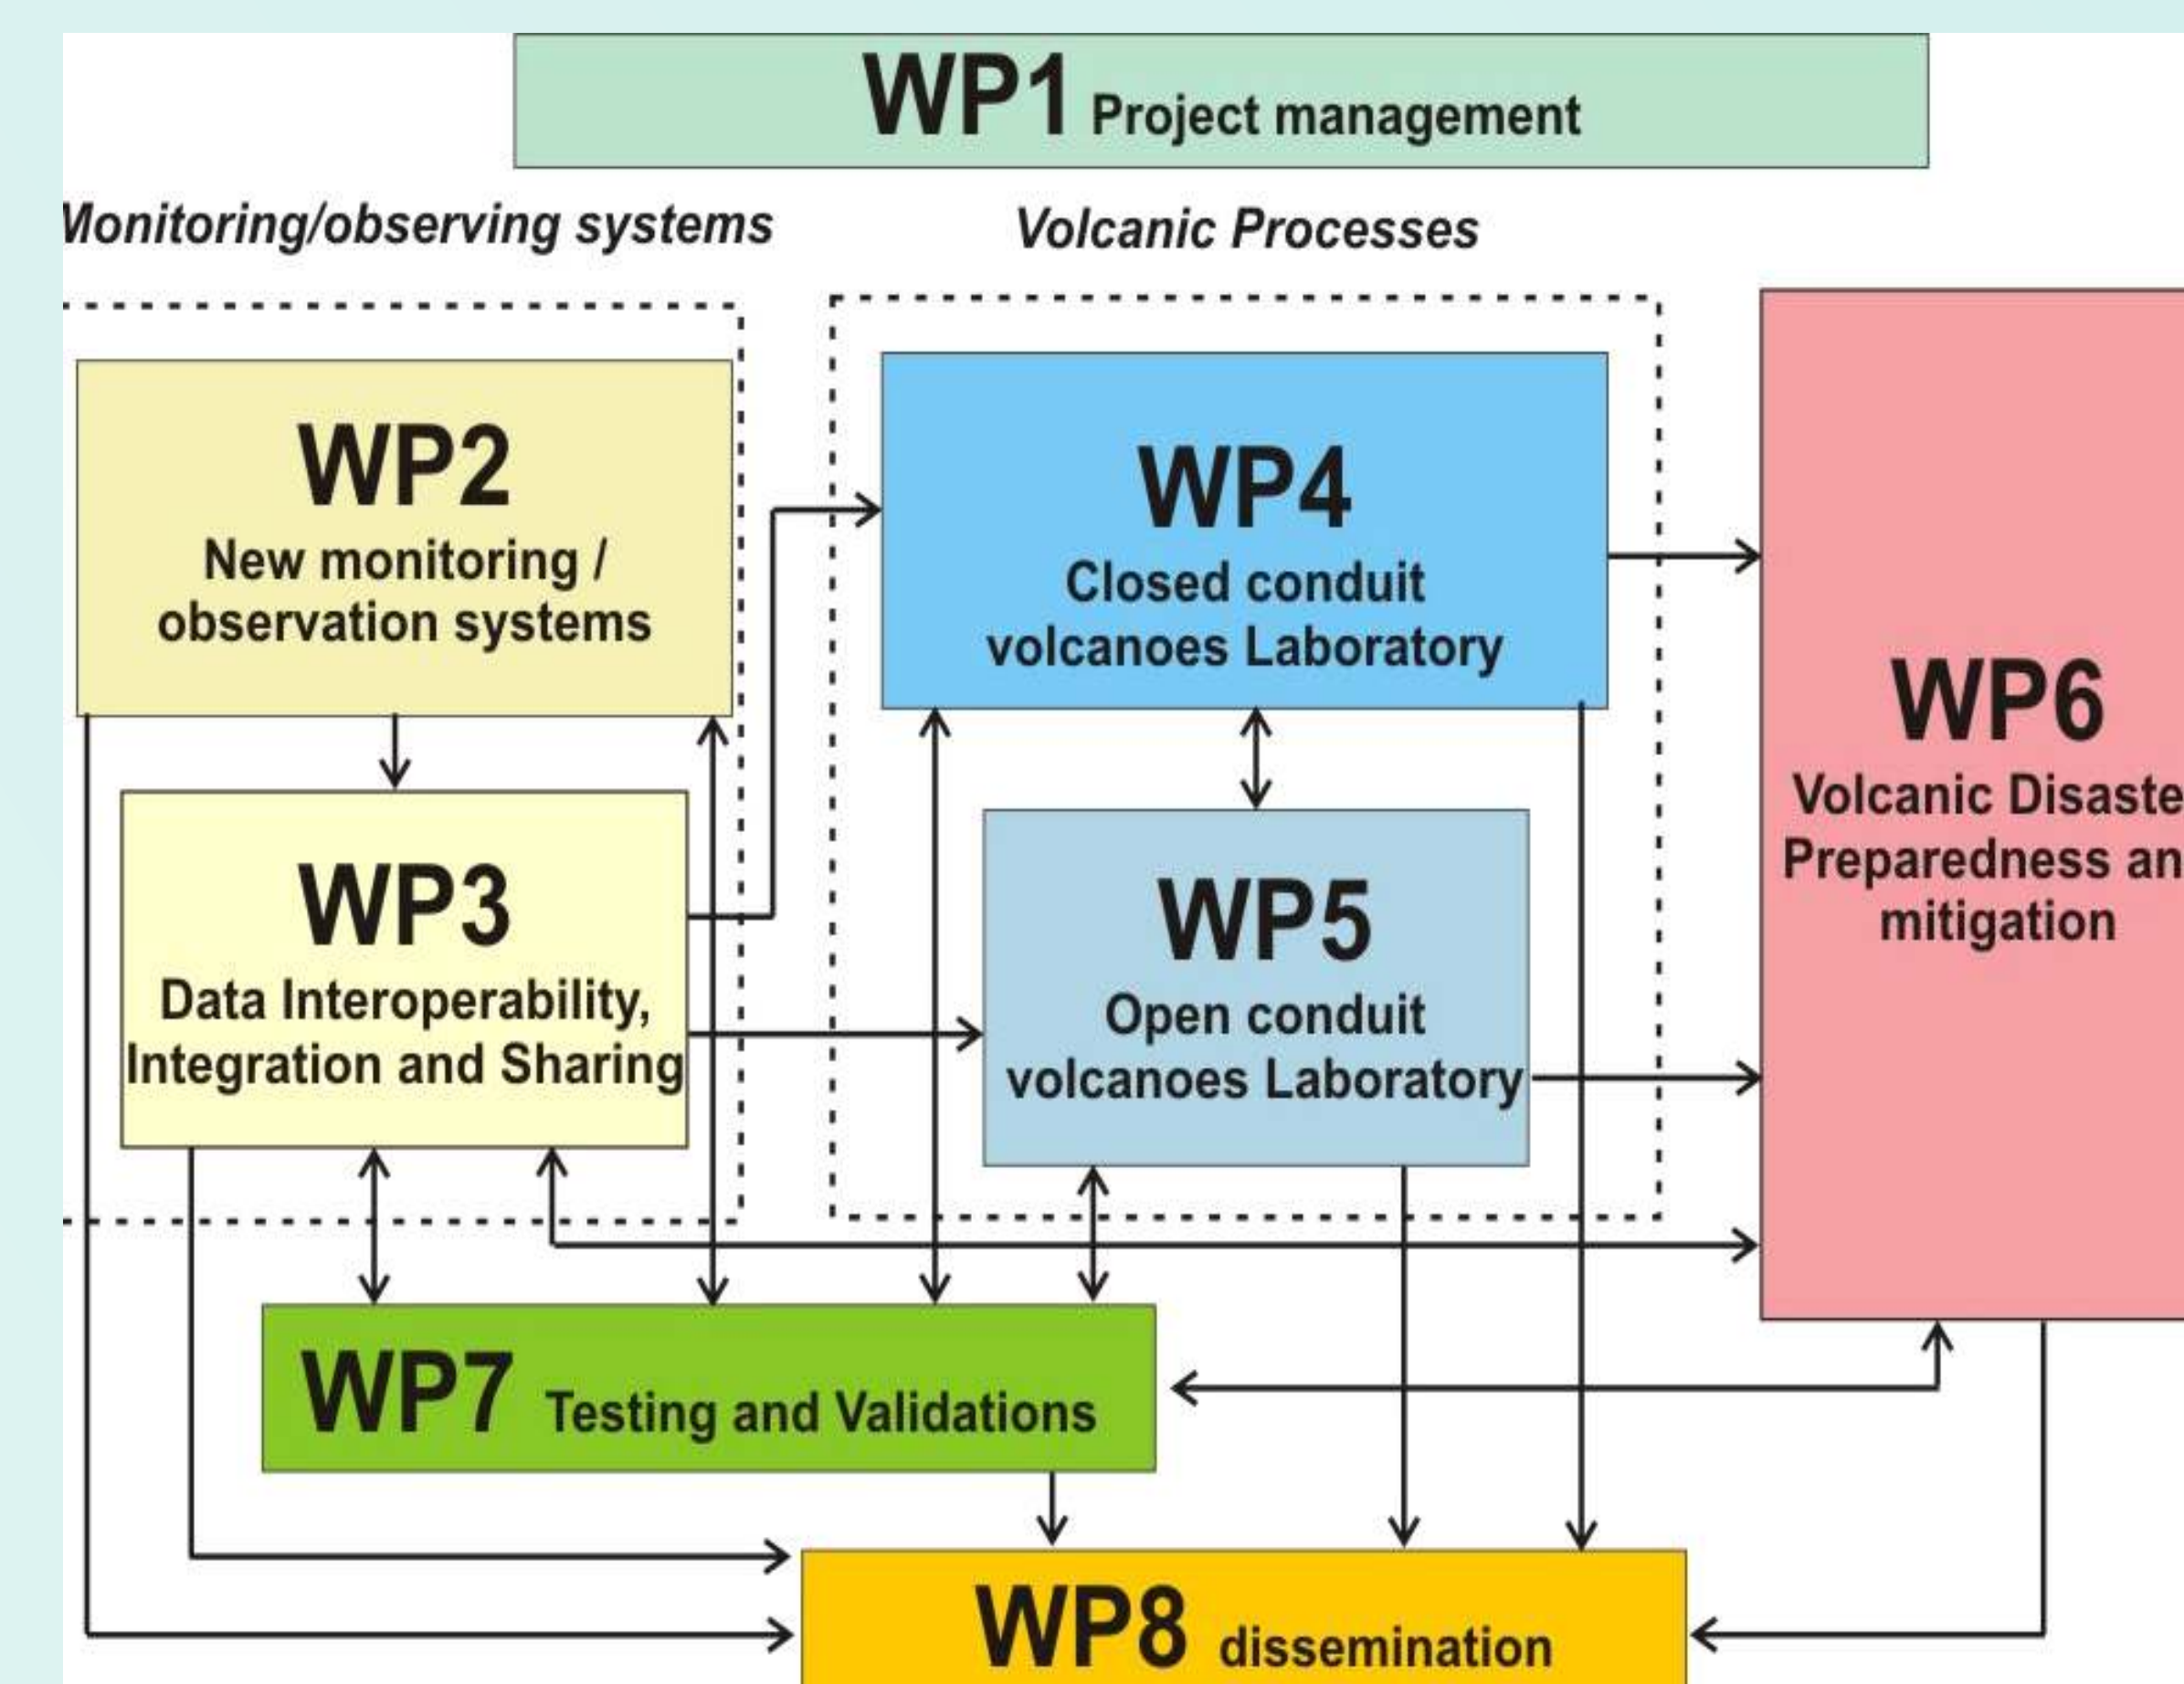 WP1 Project management
Monitoring/observing systems
Volcanic Processes
WP2
New monitoring /
observation systems
WP4
Closed conduit
volcanoes Laboratory
WP6
Volcanic Disaste
Preparedness an
mitigation
WP3
Data Interoperability,
Integration and Sharing
WP5
Open conduit
volcanoes Laboratory
WP7 Testing and Validations
WP8 dissemination